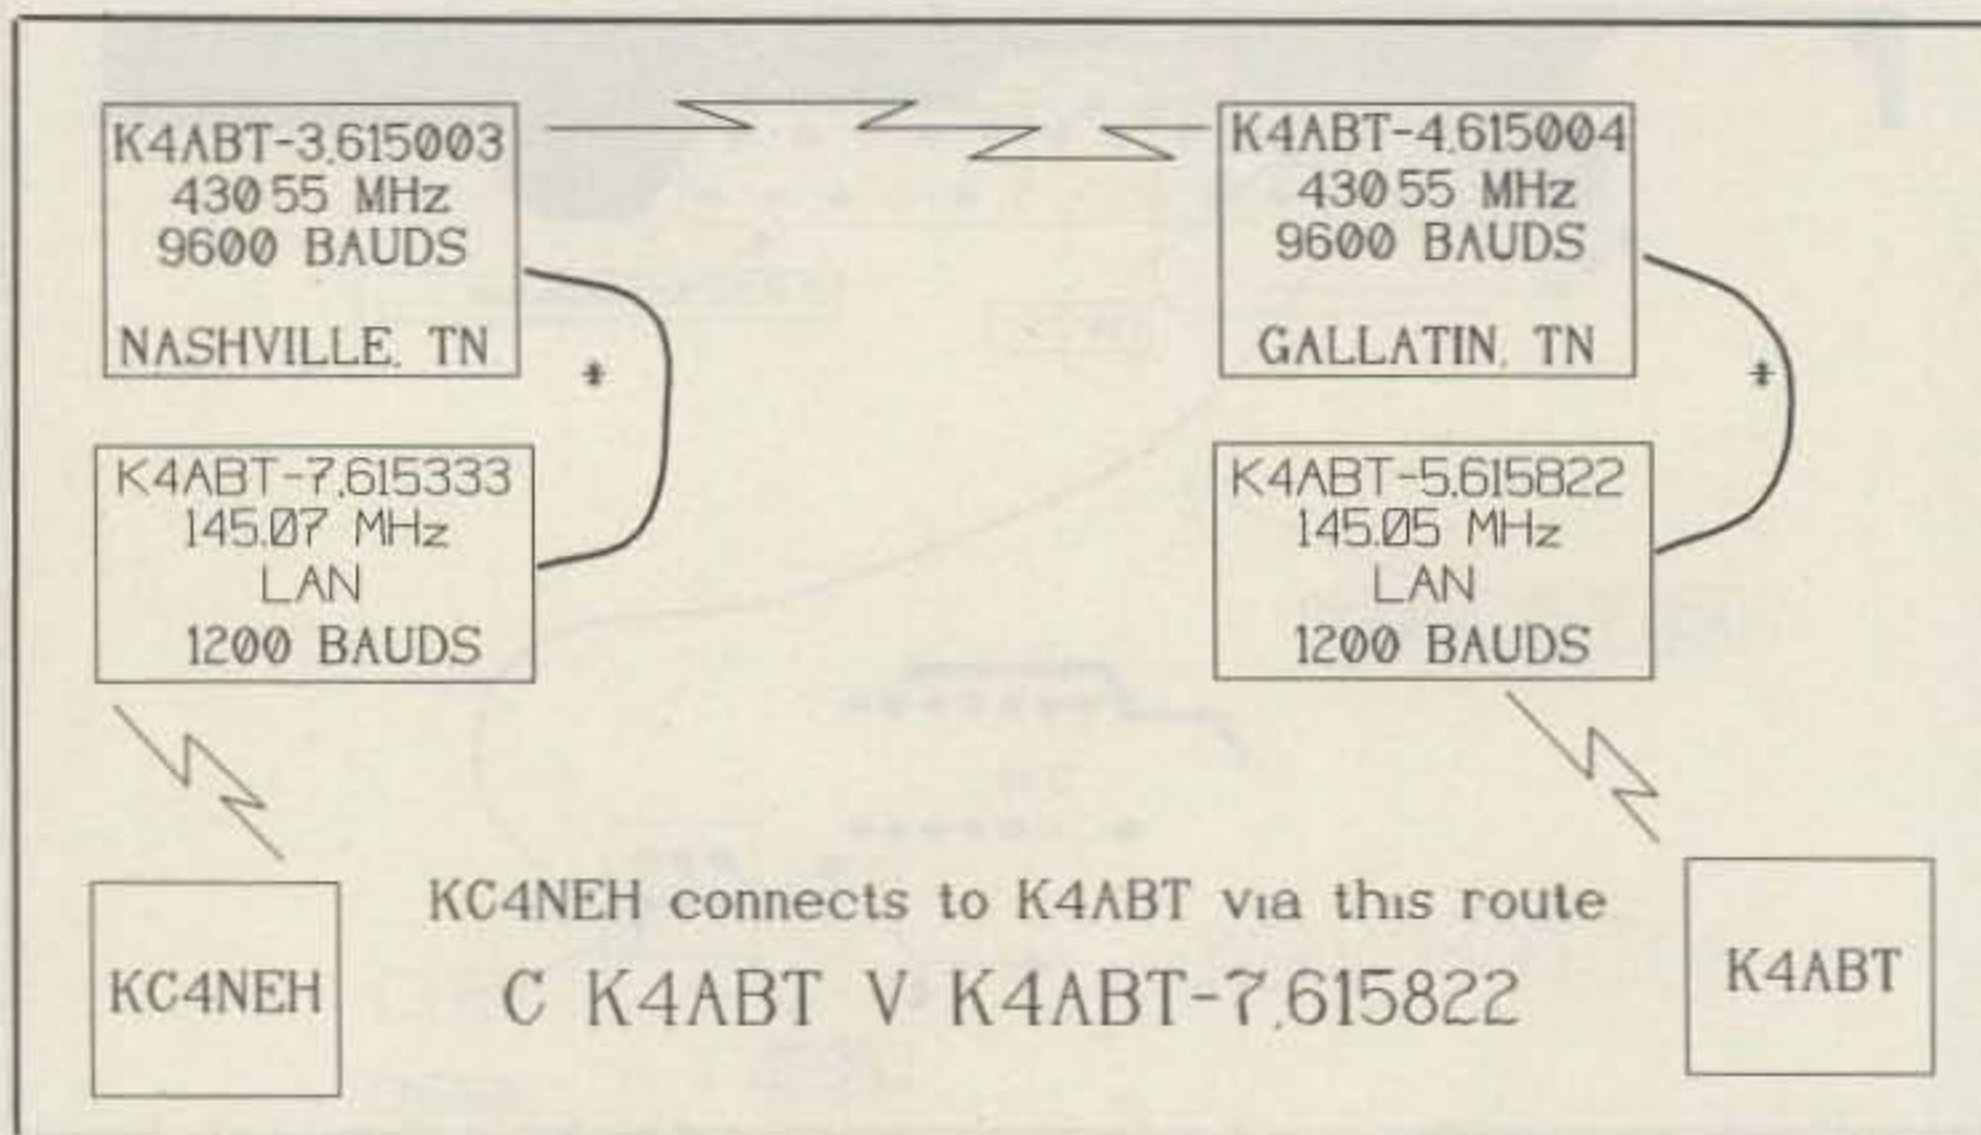 K4ABT-3,615003
430 55 MHz
9600 BAUDS
NASHVILLE, TN
K4ABT-4,615004
430 55 MHz
9600 BAUDS
GALLATIN, TN
*
*
K4ABT-7,615333
145.07 MHz
LAN
1200 BAUDS
K4ABT-5,615822
145.05 MHz
LAN
1200 BAUDS
KC4NEH connects to K4ABT via this route
C K4ABT V K4ABT-7,615822
KC4NEH
K4ABT